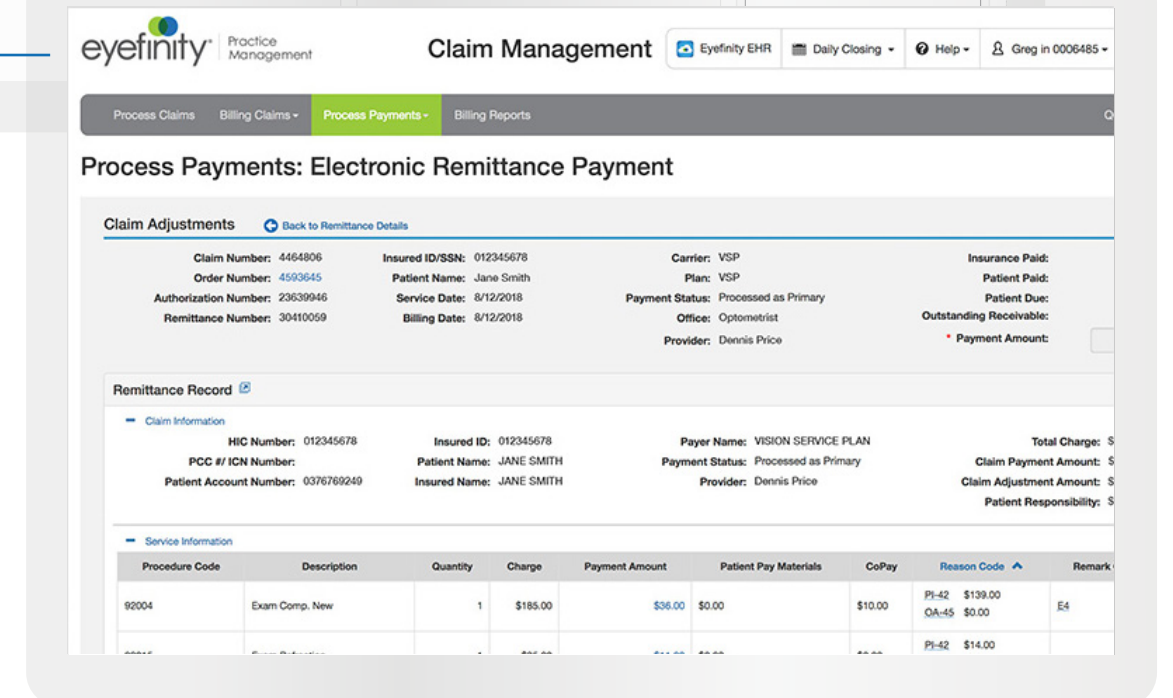 eyefinity Practice Management Claim Management Eyefinity EHR Daily Closing Help Greg in 0006485
Process Claims Billing Claims Process Payments Billing Reports
Process Payments: Electronic Remittance Payment
Claim Adjustments Back to Remittance Details
Claim Number: 4464806 Insured ID/SSN: 012345678 Carrier: VSP Insurance Paid:
Order Number: 4593645 Patient Name: Jane Smith Plan: VSP Patient Paid:
Authorization Number: 23639946 Service Date: 8/12/2018 Payment Status: Processed as Primary Patient Due:
Remittance Number: 30410059 Billing Date: 8/12/2018 Office: Optometrist Outstanding Receivable:
Provider: Dennis Price * Payment Amount:
Remittance Record
Claim Information
HIC Number: 012345678 Insured ID: 012345678 Payer Name: VISION SERVICE PLAN Total Charge: $
PCC #/ ICN Number: Patient Name: JANE SMITH Payment Status: Processed as Primary Claim Payment Amount: $
Patient Account Number: 0376769249 Insured Name: JANE SMITH Provider: Dennis Price Claim Adjustment Amount: $
Patient Responsibility: $
Service Information
Procedure Code Description Quantity Charge Payment Amount Patient Pay Materials CoPay Reason Code Remark
92004 Exam Comp. New 1 $185.00 $36.00 $0.00 $10.00 PI-42 $139.00 E4
OA-45 $0.00
PI-42 $14.00